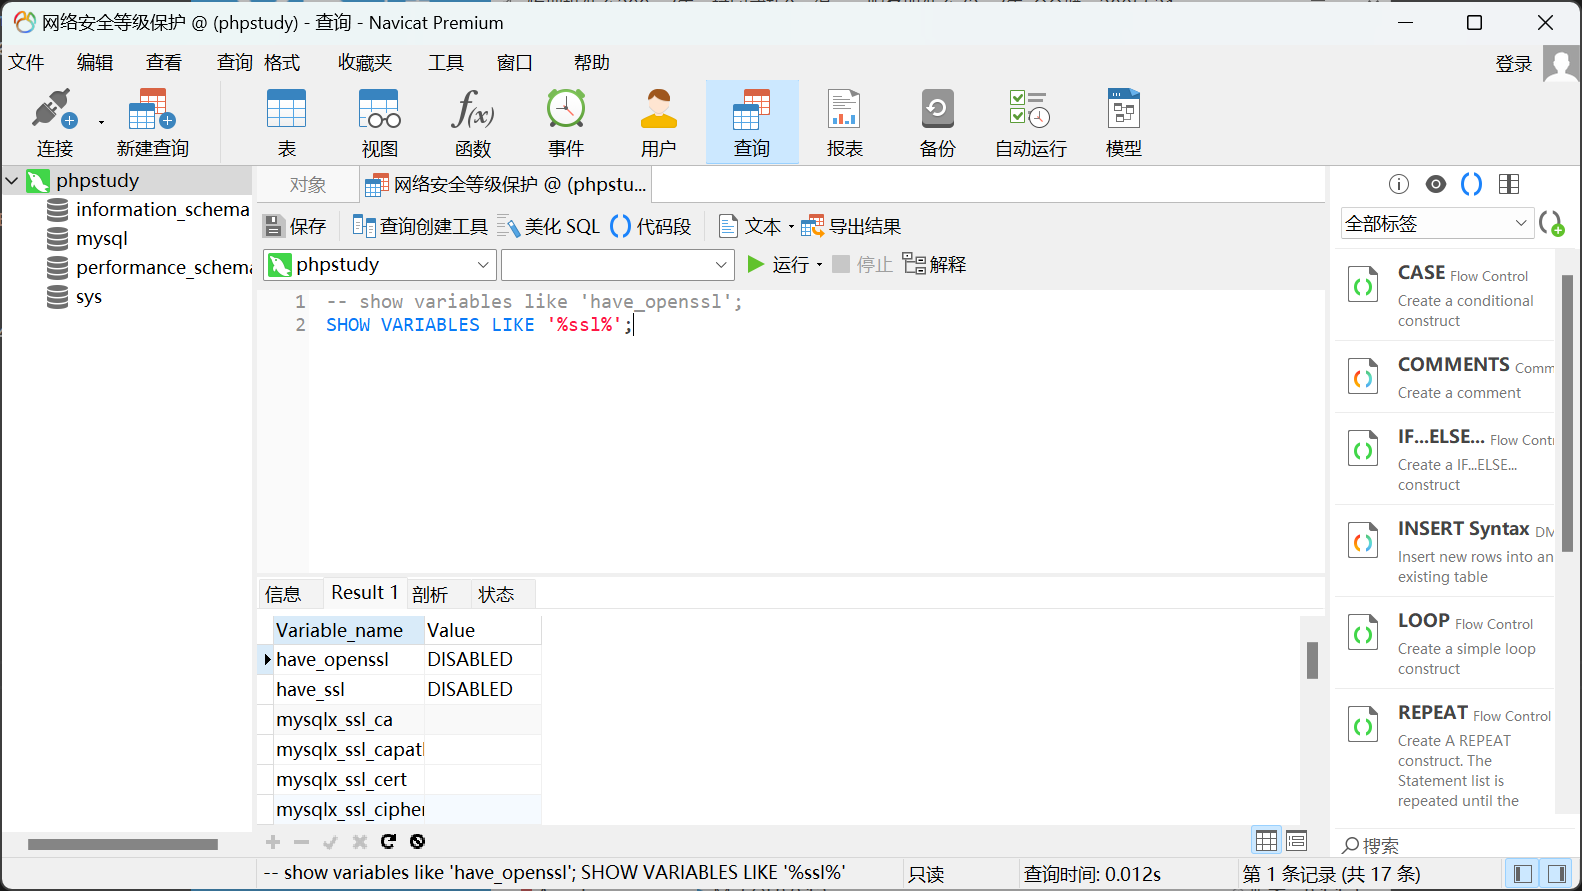 网络安全等级保护 @ (phpstudy) - 查询 - Navicat Premium
文件 编辑 查看 查询 格式 收藏夹 工具 窗口 帮助 登录
连接 新建查询 表 视图 函数 事件 用户 查询 报表 备份 自动运行 模型
phpstudy
information_schema
mysql
performance_schema
sys
对象 网络安全等级保护 @ (phpstu...
保存 查询创建工具 美化 SQL 代码段 文本 导出结果
phpstudy 运行 停止 解释
1 -- show variables like 'have_openssl';
2 SHOW VARIABLES LIKE '%ssl%';
信息 Result 1 剖析 状态
Variable_name Value
have_openssl DISABLED
have_ssl DISABLED
mysqlx_ssl_ca
mysqlx_ssl_capath
mysqlx_ssl_cert
mysqlx_ssl_cipher
全部标签
CASE Flow Control
Create a conditional
construct
COMMENTS Comm
Create a comment
IF...ELSE... Flow Conti
Create a IF...ELSE...
construct
INSERT Syntax DM
Insert new rows into an
existing table
LOOP Flow Control
Create a simple loop
construct
REPEAT Flow Control
Create A REPEAT
construct. The
Statement list is
repeated until the
搜索
-- show variables like 'have_openssl'; SHOW VARIABLES LIKE '%ssl%' 只读 查询时间: 0.012s 第 1 条记录 (共 17 条)